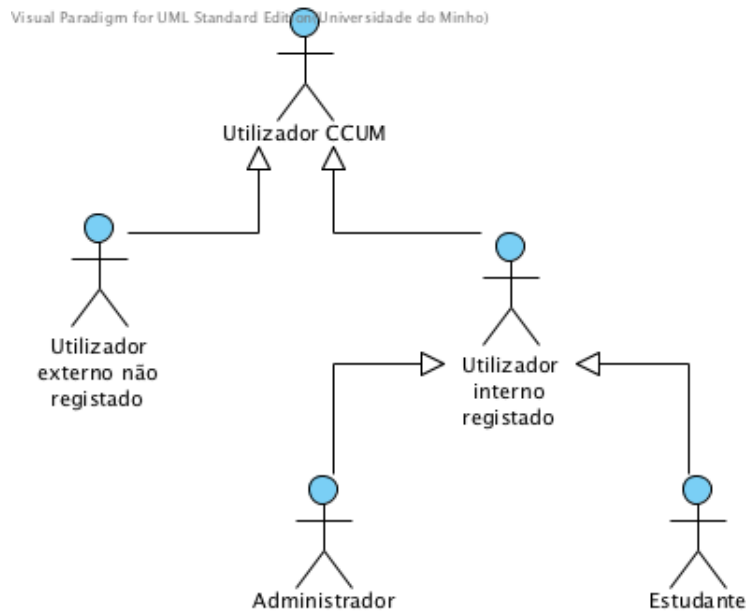 Visual Paradigm for UML Standard Edition(Universidade do Minho)
Utilizador CCUM
Utilizador
externo não
registado
Utilizador
interno
registado
Administrador
Estudante